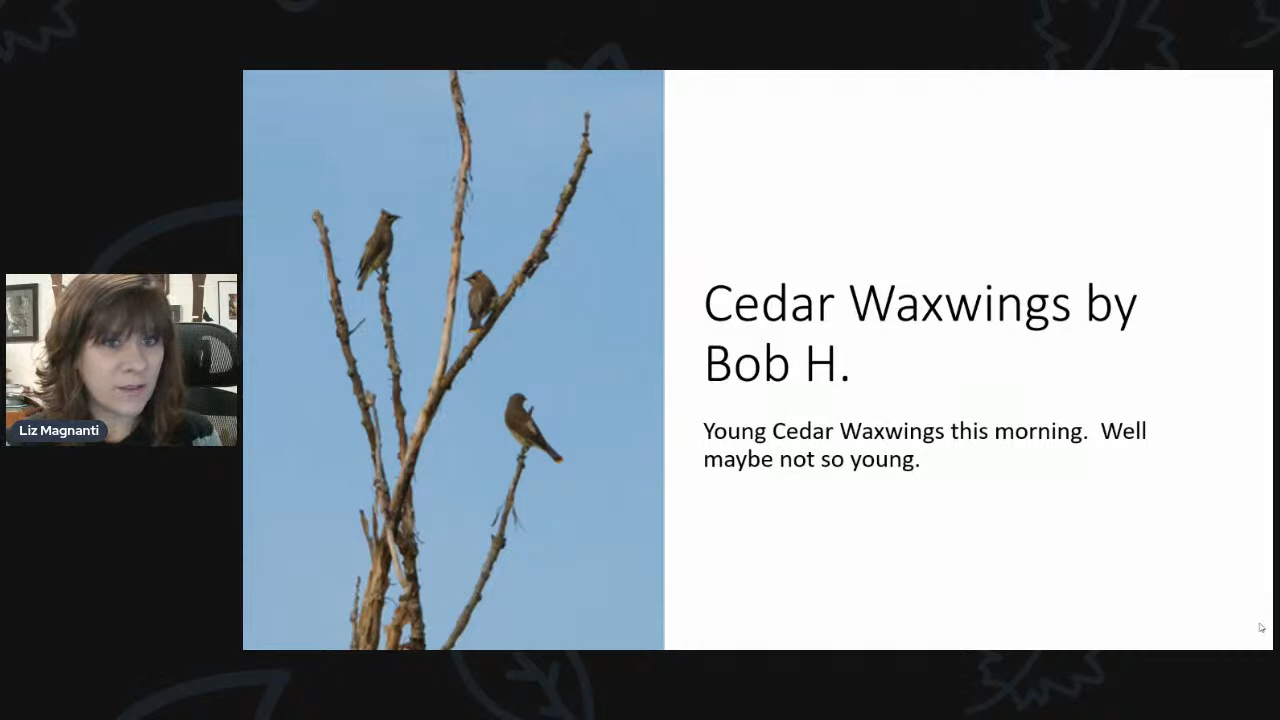 Cedar Waxwings by
Bob H.
Young Cedar Waxwings this morning.  Well
maybe not so young.
Liz Magnanti